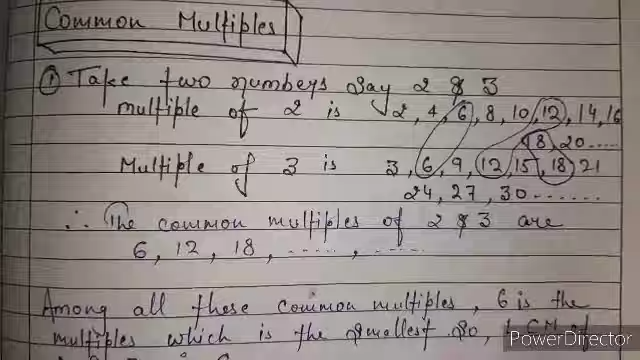 Common Multiples
① Take two numbers say 2 & 3
multiple of 2 is 2, 4, 6, 8, 10, 12, 14, 16
18, 20.....
Multiple of 3 is 3, 6, 9, 12, 15, 18, 21
24, 27, 30.......
∴ The common multiples of 2 & 3 are
6, 12, 18, ......, ......
Among all these common multiples, 6 is the
multiples which is the smallest so, LCM of
PowerDirector